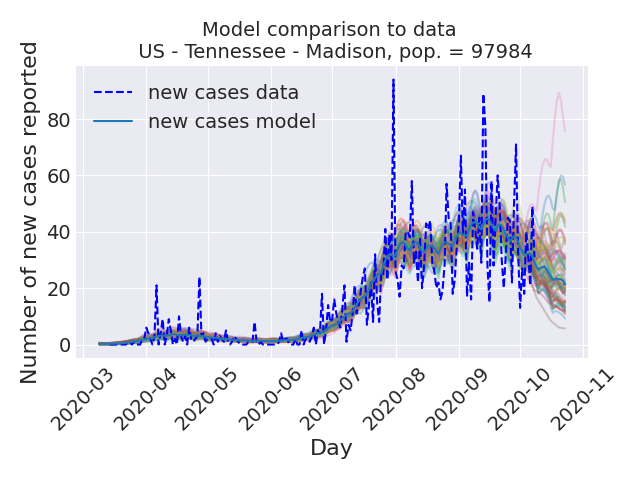 Model comparison to data
US - Tennessee - Madison, pop. = 97984
Number of new cases reported
80
60
40
20
0
new cases data
new cases model
2020-03
2020-04
2020-05
2020-06
2020-07
2020-08
2020-09
2020-10
2020-11
Day